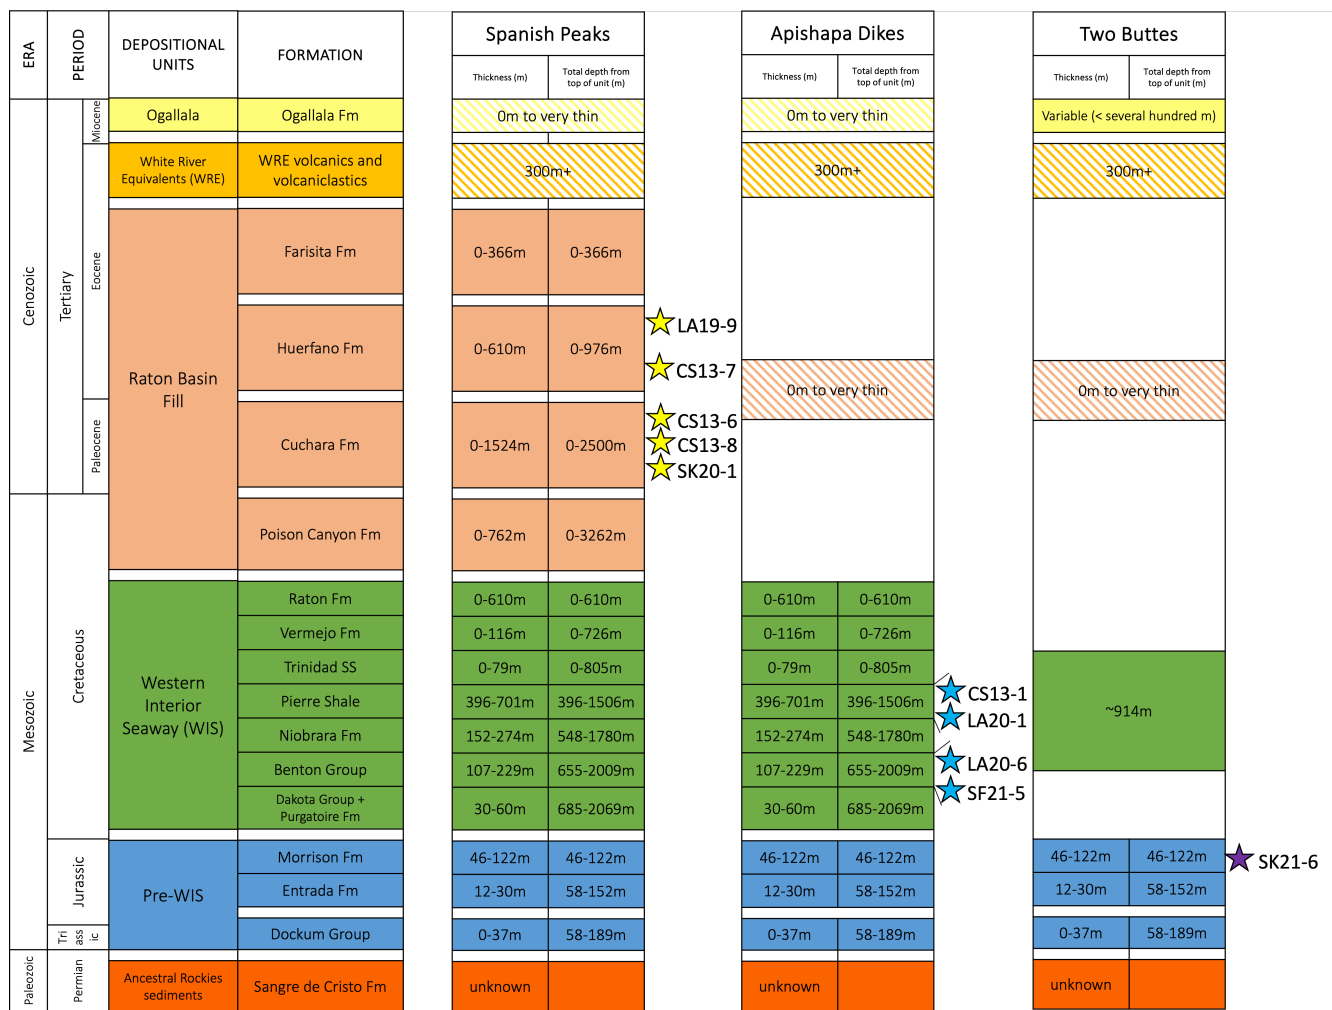 ERA
PERIOD
DEPOSITIONAL
UNITS
FORMATION
Spanish Peaks
Thickness (m)
Total depth from
top of unit (m)
Apishapa Dikes
Thickness (m)
Total depth from
top of unit (m)
Two Buttes
Thickness (m)
Total depth from
top of unit (m)
Cenozoic
Tertiary
Miocene
Ogallala
Ogallala Fm
0m to very thin
0m to very thin
Variable (< several hundred m)
Eocene
White River
Equivalents (WRE)
WRE volcanics and
volcaniclastics
300m+
300m+
300m+
Raton Basin
Fill
Farisita Fm
0-366m
0-366m
Huerfano Fm
0-610m
0-976m
LA19-9
CS13-7
0m to very thin
0m to very thin
Paleocene
Cuchara Fm
0-1524m
0-2500m
CS13-6
CS13-8
SK20-1
Mesozoic
Cretaceous
Poison Canyon Fm
0-762m
0-3262m
Western
Interior
Seaway (WIS)
Raton Fm
0-610m
0-610m
0-610m
0-610m
Vermejo Fm
0-116m
0-726m
0-116m
0-726m
Trinidad SS
0-79m
0-805m
0-79m
0-805m
Pierre Shale
396-701m
396-1506m
396-701m
396-1506m
CS13-1
LA20-1
~914m
Niobrara Fm
152-274m
548-1780m
152-274m
548-1780m
Benton Group
107-229m
655-2009m
107-229m
655-2009m
LA20-6
SF21-5
Dakota Group +
Purgatoire Fm
30-60m
685-2069m
30-60m
685-2069m
Jurassic
Pre-WIS
Morrison Fm
46-122m
46-122m
46-122m
46-122m
46-122m
46-122m
SK21-6
Entrada Fm
12-30m
58-152m
12-30m
58-152m
12-30m
58-152m
Tri
ass
ic
Dockum Group
0-37m
58-189m
0-37m
58-189m
0-37m
58-189m
Paleozoic
Permian
Ancestral Rockies
sediments
Sangre de Cristo Fm
unknown
unknown
unknown